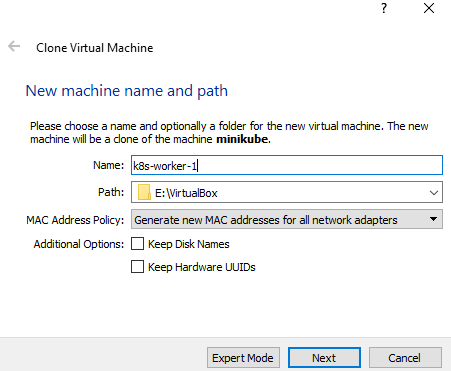 ?
Clone Virtual Machine
New machine name and path
Please choose a name and optionally a folder for the new virtual machine. The new
machine will be a clone of the machine minikube.
Name: k8s-worker-1
Path: E:\VirtualBox
MAC Address Policy: Generate new MAC addresses for all network adapters
Additional Options: Keep Disk Names
Keep Hardware UUIDs
Expert Mode Next Cancel